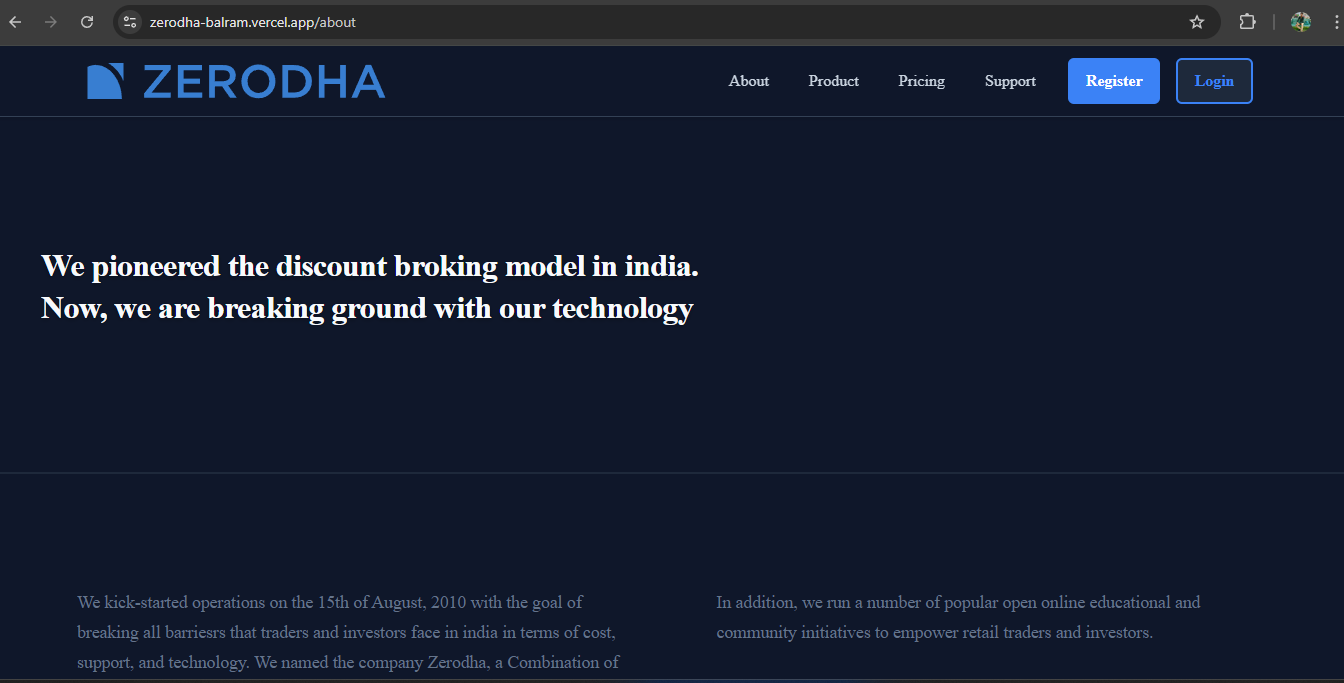 zerodha-balram.vercel.app/about
ZERODHA
About Product Pricing Support Register Login
We pioneered the discount broking model in india.
Now, we are breaking ground with our technology
We kick-started operations on the 15th of August, 2010 with the goal of
breaking all barriesrs that traders and investors face in india in terms of cost,
support, and technology. We named the company Zerodha, a Combination of
In addition, we run a number of popular open online educational and
community initiatives to empower retail traders and investors.